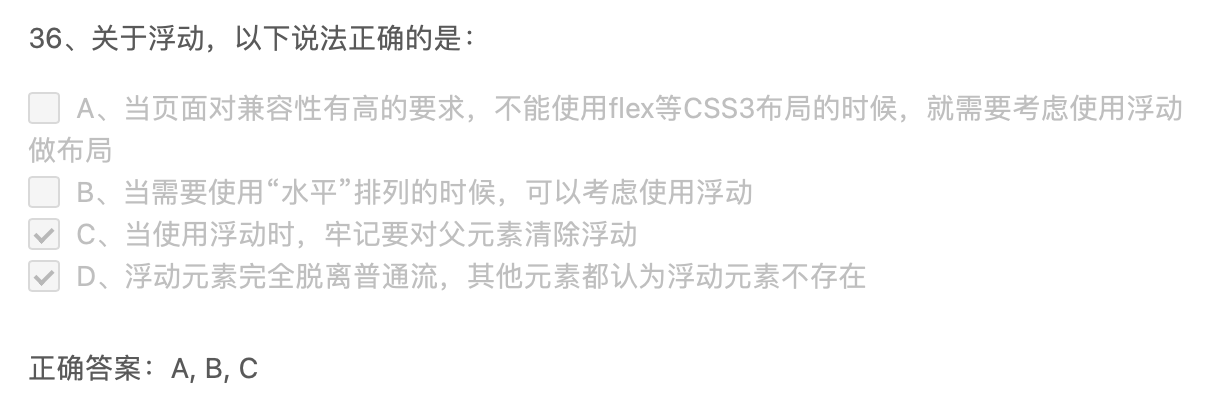 36、关于浮动，以下说法正确的是：
A、当页面对兼容性有高的要求，不能使用flex等CSS3布局的时候，就需要考虑使用浮动
做布局
B、当需要使用“水平”排列的时候，可以考虑使用浮动
C、当使用浮动时，牢记要对父元素清除浮动
D、浮动元素完全脱离普通流，其他元素都认为浮动元素不存在
正确答案：A, B, C